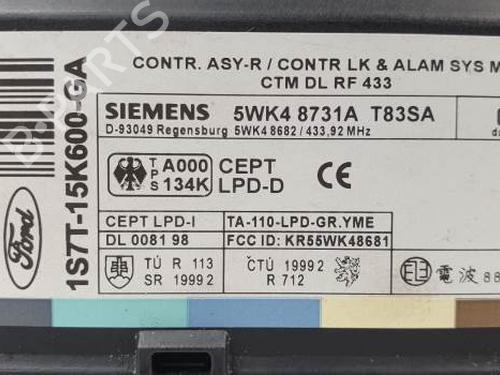 CONTR. ASY-R / CONTR LK & ALAM SYS M
CTM DL RF 433
SIEMENS 5WK4 8731A T83SA
D-93049 Regensburg 5WK4 8682 / 433,92 MHz
TPS A000 134K
CEPT
LPD-D
CEPT LPD-I TA-110-LPD-GR.YME
DL 0081 98 FCC ID: KR55WK48681
TÚ R 113
SR 1999 2
ČTÚ 1999 2
R 712
電波 88
Ford
1S7T-15K600-GA